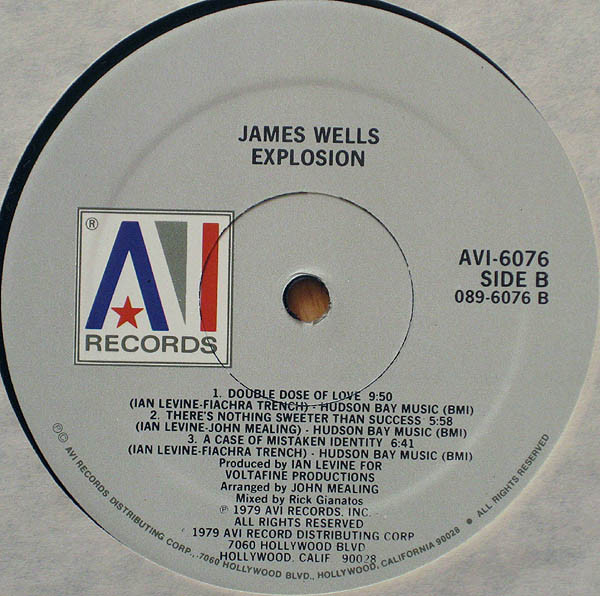 JAMES WELLS
EXPLOSION
®
AVI
RECORDS
AVI-6076
SIDE B
089-6076 B
1. DOUBLE DOSE OF LOVE 9:50
(IAN LEVINE-FIACHRA TRENCH) - HUDSON BAY MUSIC (BMI)
2. THERE'S NOTHING SWEETER THAN SUCCESS 5:58
(IAN LEVINE-JOHN MEALING) - HUDSON BAY MUSIC (BMI)
3. A CASE OF MISTAKEN IDENTITY 6:41
(IAN LEVINE-FIACHRA TRENCH) - HUDSON BAY MUSIC (BMI)
Produced by IAN LEVINE FOR
VOLTAFINE PRODUCTIONS
Arranged by JOHN MEALING
Mixed by Rick Gianatos
℗ 1979 AVI RECORDS, INC.
ALL RIGHTS RESERVED
1979 AVI RECORD DISTRIBUTING CORP
7060 HOLLYWOOD BLVD
HOLLYWOOD, CALIF 90028
℗© AVI RECORDS DISTRIBUTING CORP., 7060 HOLLYWOOD BLVD., HOLLYWOOD, CALIFORNIA 90028 • ALL RIGHTS RESERVED